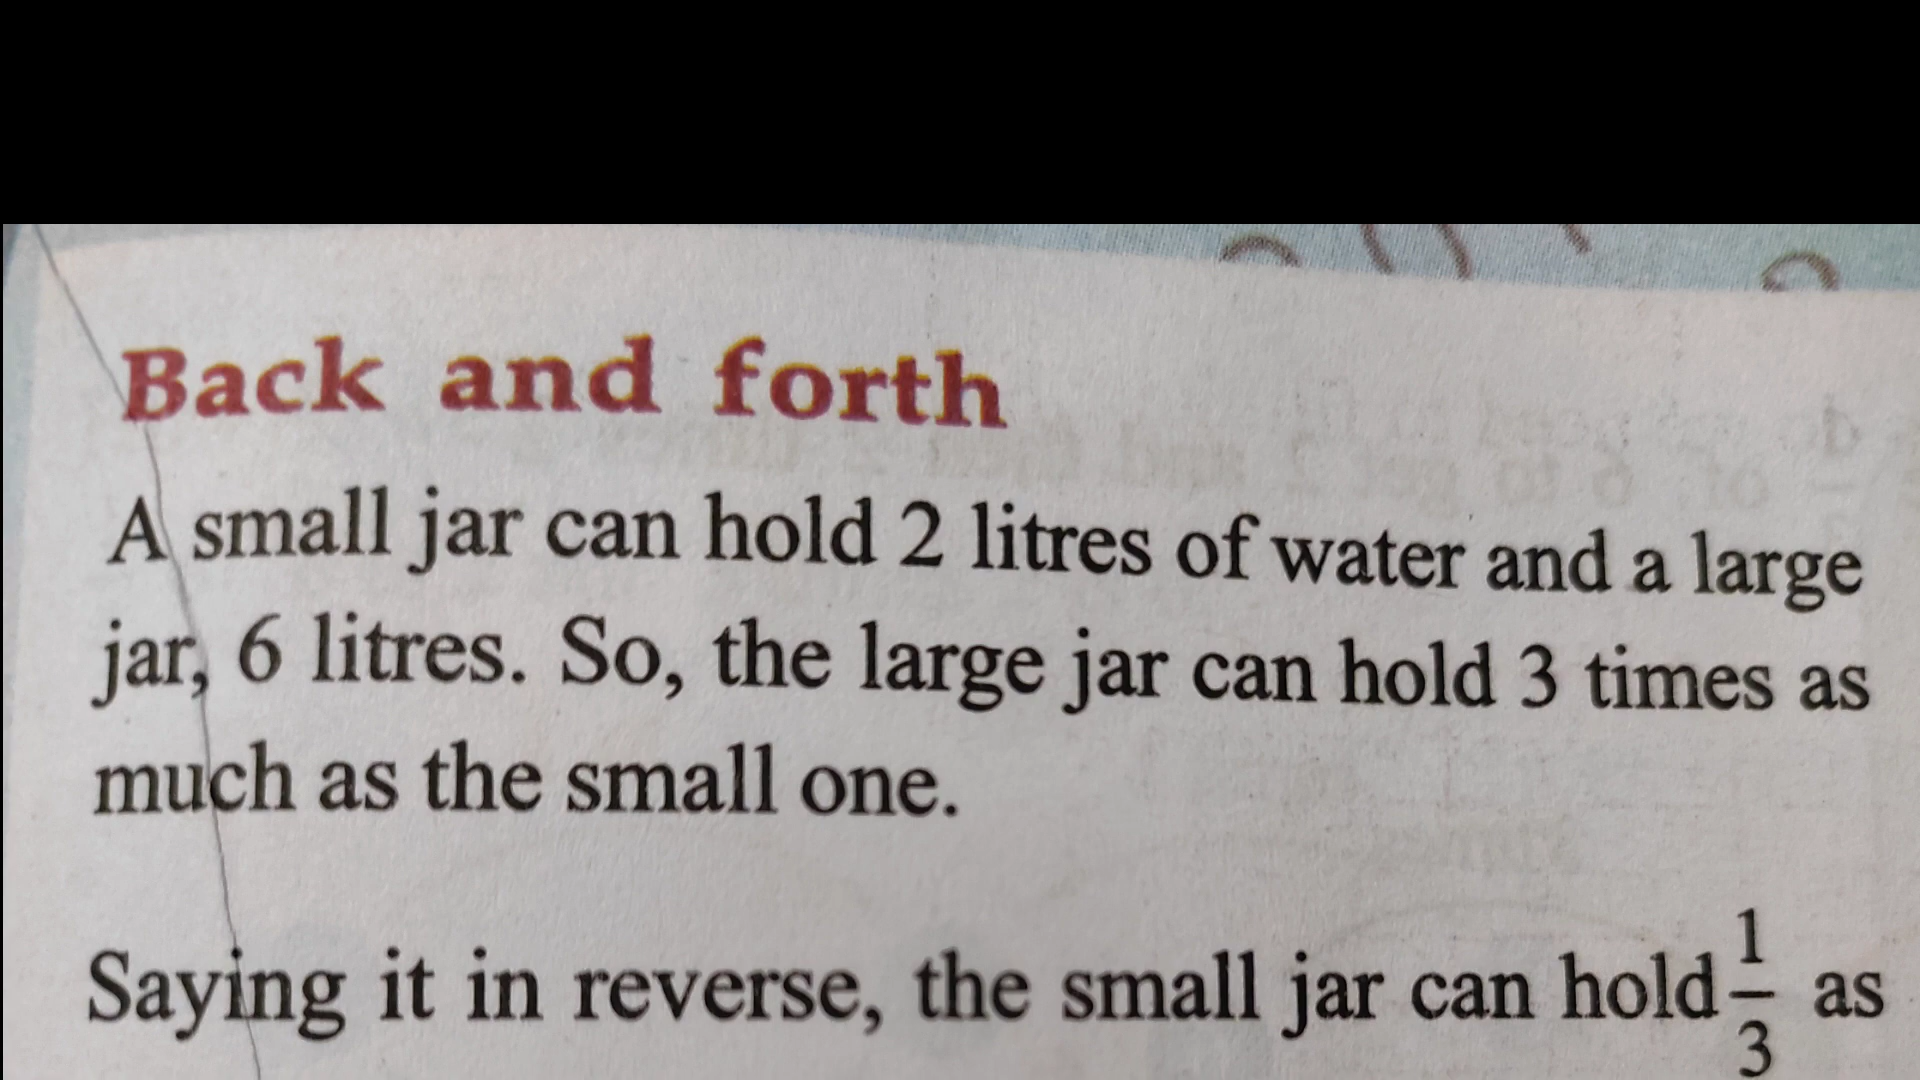 Back and forth
A small jar can hold 2 litres of water and a large
jar, 6 litres. So, the large jar can hold 3 times as
much as the small one.
Saying it in reverse, the small jar can hold 1/3 as